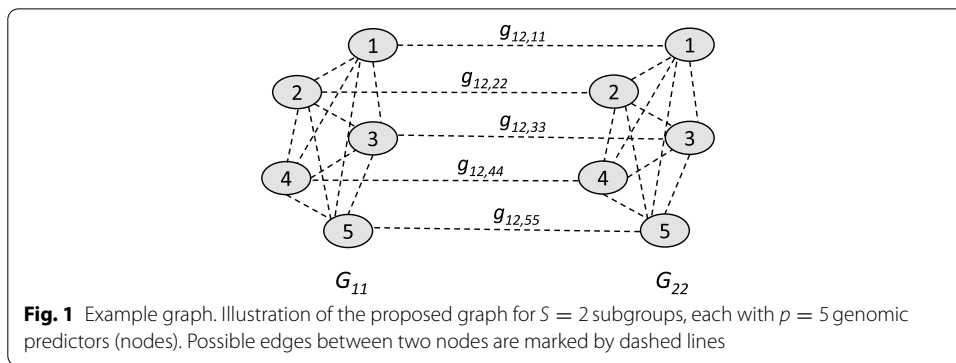 1 g12,11 1
2 g12,22 2
3 g12,33 3
4 g12,44 4
5 g12,55 5
G11 G22
Fig. 1 Example graph. Illustration of the proposed graph for S = 2 subgroups, each with p = 5 genomic
predictors (nodes). Possible edges between two nodes are marked by dashed lines